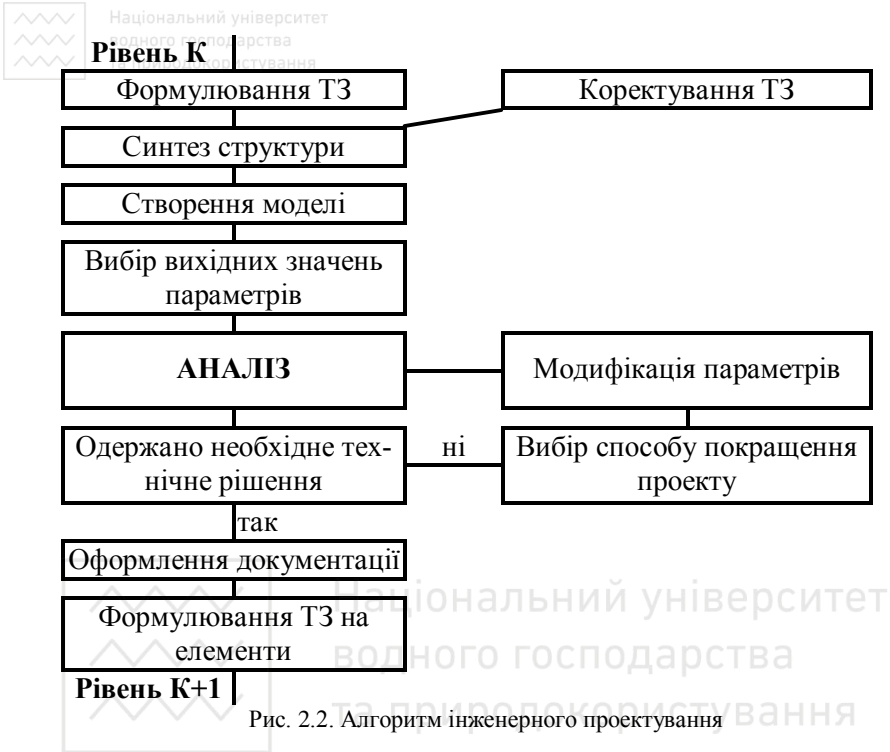 Національний університет
водного господарства
та природокористування
Рівень К
Формулювання ТЗ
Коректування ТЗ
Синтез структури
Створення моделі
Вибір вихідних значень
параметрів
АНАЛІЗ
Модифікація параметрів
Одержано необхідне тех-
нічне рішення
ні
Вибір способу покращення
проекту
так
Оформлення документації
Формулювання ТЗ на
елементи
Національний університет
водного господарства
та природокористування
Рівень К+1
Рис. 2.2. Алгоритм інженерного проектування